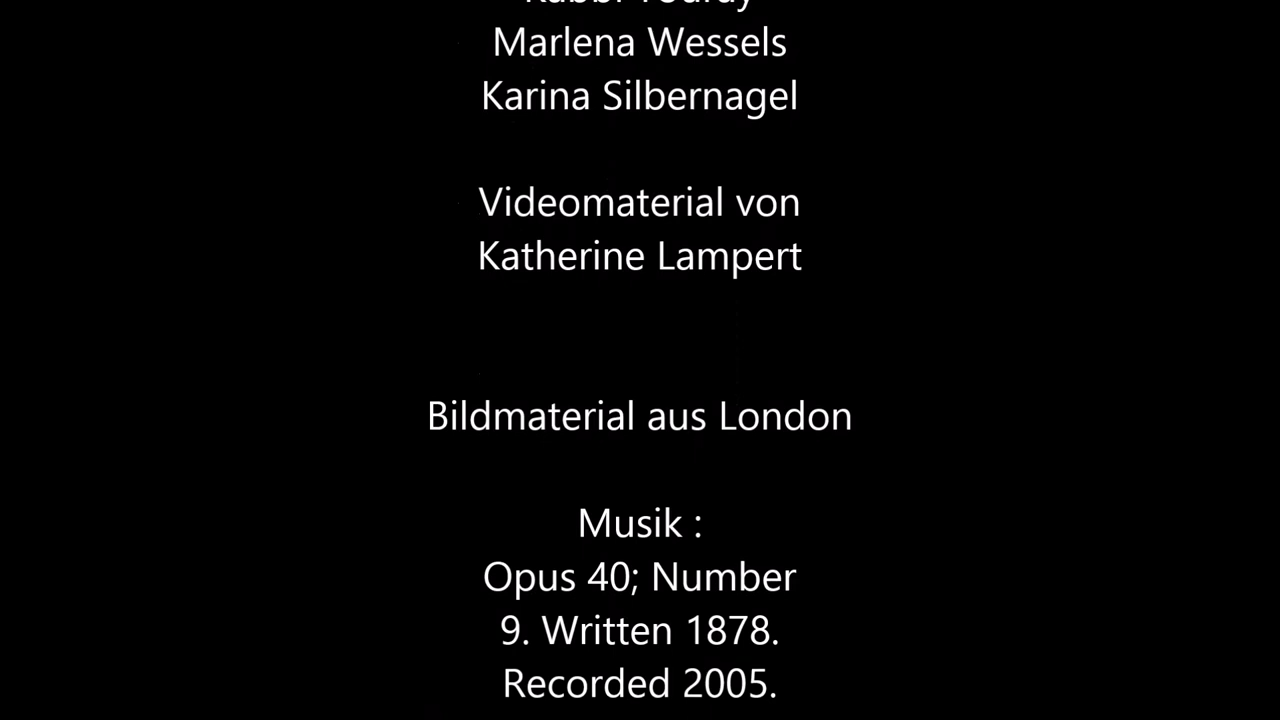 Marlena Wessels
Karina Silbernagel
Videomaterial von
Katherine Lampert
Bildmaterial aus London
Musik :
Opus 40; Number
9. Written 1878.
Recorded 2005.